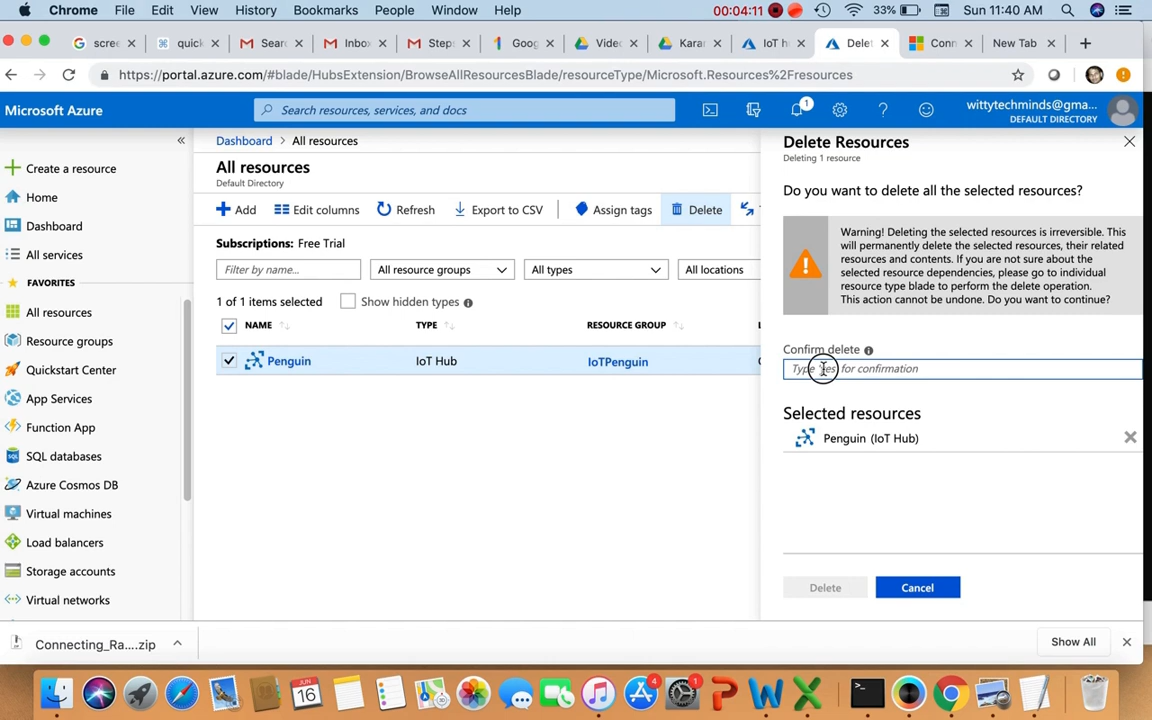 Chrome File Edit View History Bookmarks People Window Help 00:04:11 33% Sun 11:40 AM
scree quick Sear Inbo Step Goog Vide Kara IoT h Delet Conn New Tab
https://portal.azure.com/#blade/HubsExtension/BrowseAllResourcesBlade/resourceType/Microsoft.Resources%2Fresources
Microsoft Azure
Search resources, services, and docs
1
wittytechminds@gma...
DEFAULT DIRECTORY
Create a resource
Home
Dashboard
All services
FAVORITES
All resources
Resource groups
Quickstart Center
App Services
Function App
SQL databases
Azure Cosmos DB
Virtual machines
Load balancers
Storage accounts
Virtual networks
Dashboard > All resources
All resources
Default Directory
Add Edit columns Refresh Export to CSV Assign tags Delete
Subscriptions: Free Trial
Filter by name... All resource groups All types All locations
1 of 1 items selected Show hidden types
NAME TYPE RESOURCE GROUP
Penguin IoT Hub IoTPenguin
Delete Resources
Deleting 1 resource
Do you want to delete all the selected resources?
Warning! Deleting the selected resources is irreversible. This
will permanently delete the selected resources, their related
resources and contents. If you are not sure about the
selected resource dependencies, please go to individual
resource type blade to perform the delete operation.
This action cannot be undone. Do you want to continue?
Confirm delete
Type Yes for confirmation
Selected resources
Penguin (IoT Hub)
Delete Cancel
Connecting_Ra....zip
Show All
JUN
16
4
1